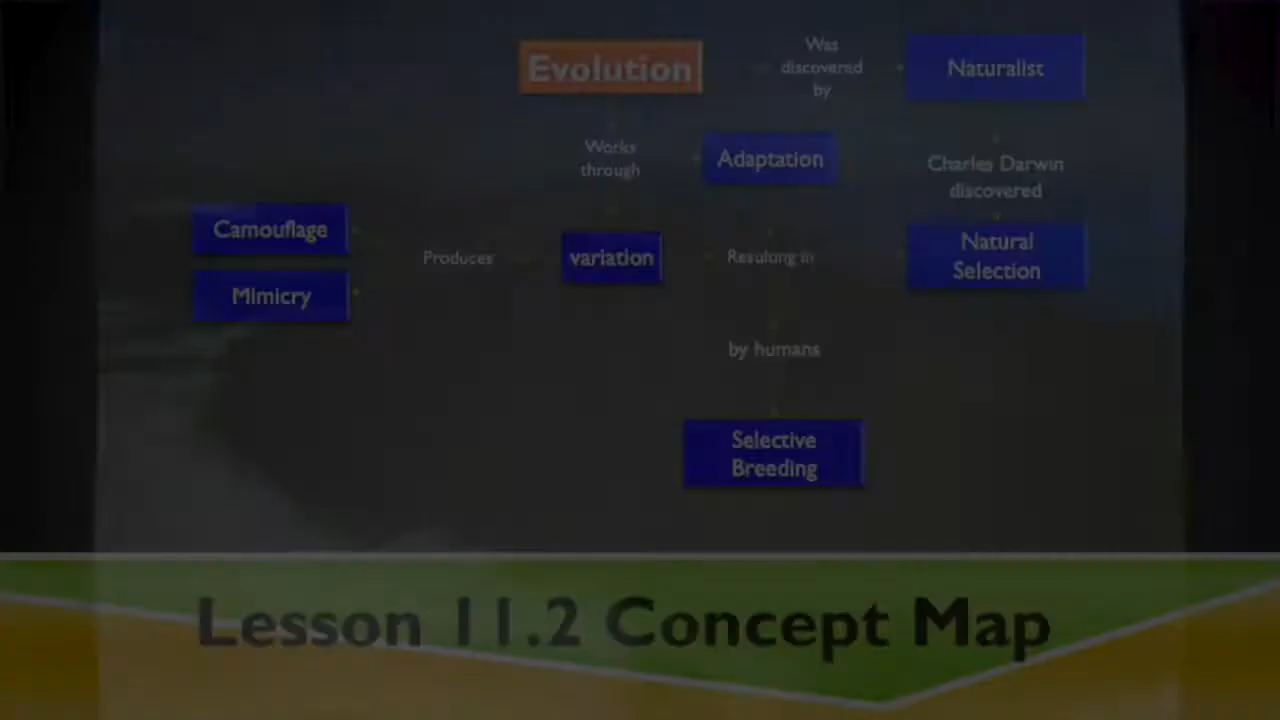 Evolution
Was
discovered
by
Naturalist
Works
through
Adaptation
Charles Darwin
discovered
Camouflage
Produces
variation
Resulting in
Natural
Selection
Mimicry
by humans
Selective
Breeding
Lesson 11.2 Concept Map